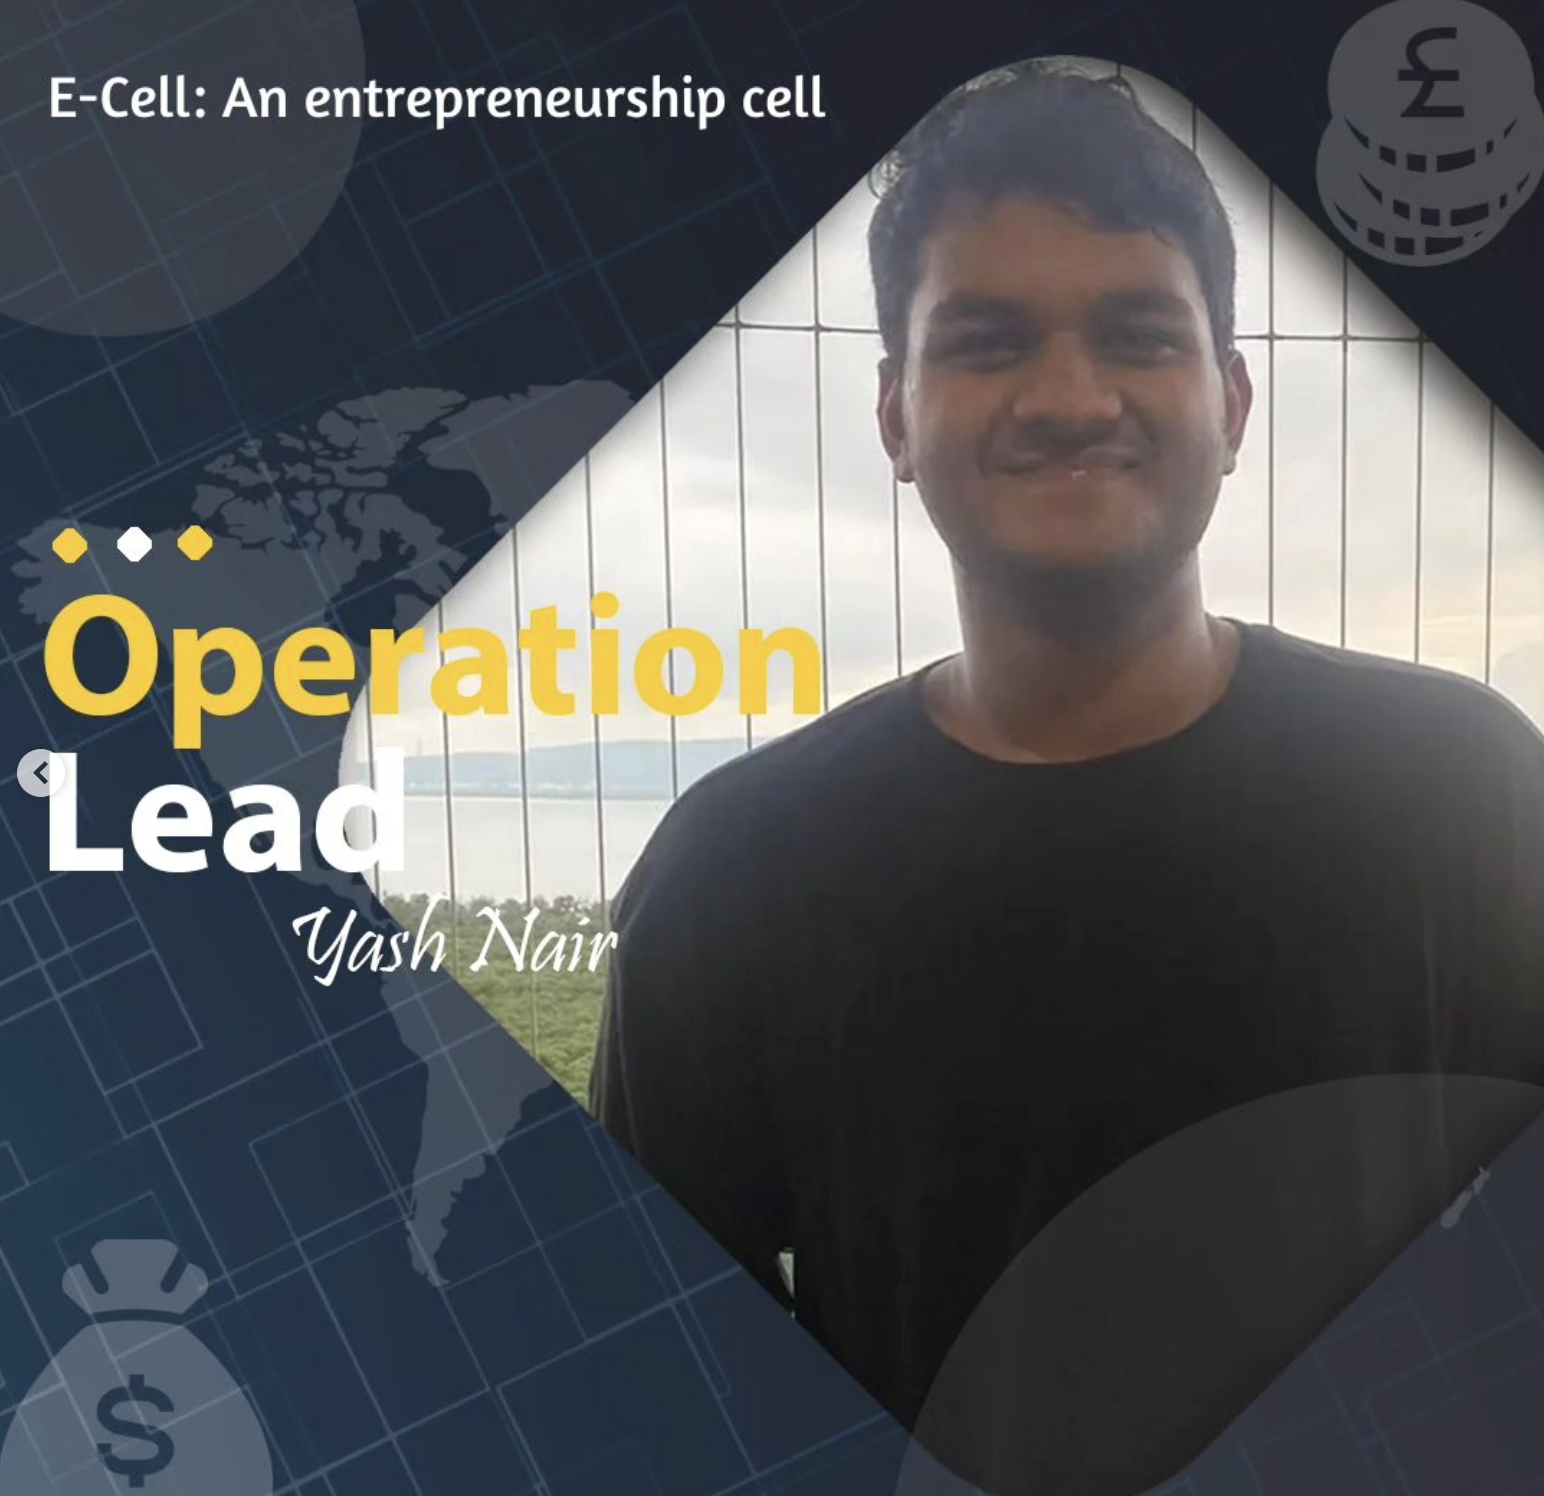 E-Cell: An entrepreneurship cell
£
Operation
Lead
Yash Nair
$